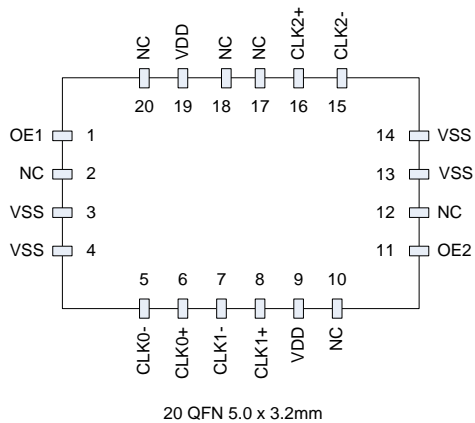 NC VDD NC NC CLK2+ CLK2-
20 19 18 17 16 15
OE1 1 14 VSS
NC 2 13 VSS
VSS 3 12 NC
VSS 4 11 OE2
5 6 7 8 9 10
CLK0- CLK0+ CLK1- CLK1+ VDD NC
20 QFN 5.0 x 3.2mm